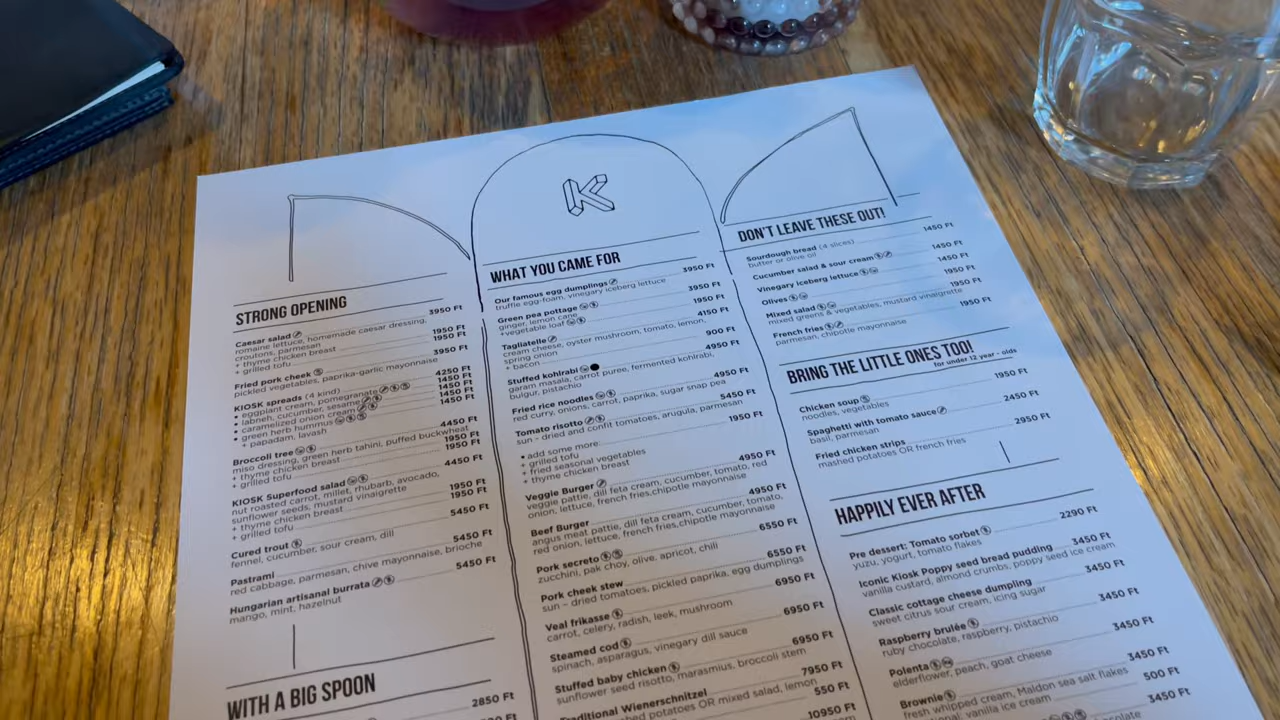 K
STRONG OPENING
Caesar salad 3950 Ft
romaine lettuce, homemade caesar dressing,
croutons, parmesan
+ thyme chicken breast 1950 Ft
+ grilled tofu 1950 Ft
Fried pork cheek 3950 Ft
pickled vegetables, paprika-garlic mayonnaise
KIOSK spreads (4 kind) 4250 Ft
• eggplant cream, pomegranate 1450 Ft
• labneh, cucumber, sesame 1450 Ft
• caramelized onion cream 1450 Ft
• green herb hummus 1450 Ft
+ papadam, lavash
Broccoli tree 4450 Ft
miso dressing, green herb tahini, puffed buckwheat
+ thyme chicken breast 1950 Ft
+ grilled tofu 1950 Ft
KIOSK Superfood salad 4450 Ft
nut roasted carrot, millet, rhubarb, avocado,
sunflower seeds, mustard vinaigrette
+ thyme chicken breast 1950 Ft
+ grilled tofu 1950 Ft
Cured trout 5450 Ft
fennel, cucumber, sour cream, dill
Pastrami 5450 Ft
red cabbage, parmesan, chive mayonnaise, brioche
Hungarian artisanal burrata 5450 Ft
mango, mint, hazelnut
WITH A BIG SPOON
2850 Ft
WHAT YOU CAME FOR
Our famous egg dumplings 3950 Ft
truffle egg-foam, vinegary iceberg lettuce
Green pea pottage 3950 Ft
ginger, lemon cane
+vegetable loaf 1950 Ft
Tagliatelle 4150 Ft
cream cheese, oyster mushroom, tomato, lemon,
spring onion
+ bacon 900 Ft
Stuffed kohlrabi 4950 Ft
garam masala, carrot puree, fermented kohlrabi,
bulgur, pistachio
Fried rice noodles 4950 Ft
red curry, onions, carrot, paprika, sugar snap pea
Tomato risotto 5450 Ft
sun - dried and confit tomatoes, arugula, parmesan
• add some more: 1950 Ft
+ grilled tofu
+ fried seasonal vegetables
+ thyme chicken breast
Veggie Burger 4950 Ft
veggie pattie, dill feta cream, cucumber, tomato, red
onion, lettuce, french fries,chipotle mayonnaise
Beef Burger 4950 Ft
angus meat pattie, dill feta cream, cucumber, tomato,
red onion, lettuce, french fries,chipotle mayonnaise
Pork secreto 6550 Ft
zucchini, pak choy, olive, apricot, chili
Pork cheek stew 6550 Ft
sun – dried tomatoes, pickled paprika, egg dumplings
Veal frikasse 6950 Ft
carrot, celery, radish, leek, mushroom
Steamed cod 6950 Ft
spinach, asparagus, vinegary dill sauce
Stuffed baby chicken 6950 Ft
sunflower seed risotto, marasmius, broccoli stem
Traditional Wienerschnitzel 7950 Ft
mashed potatoes OR mixed salad, lemon
550 Ft
10950 Ft
DON'T LEAVE THESE OUT!
Sourdough bread (4 slices) 1450 Ft
butter or olive oil
Cucumber salad & sour cream 1450 Ft
Vinegary iceberg lettuce 1450 Ft
Olives 1950 Ft
Mixed salad 1950 Ft
mixed greens & vegetables, mustard vinaigrette
French fries 1950 Ft
parmesan, chipotle mayonnaise
BRING THE LITTLE ONES TOO!
for under 12 year - olds
Chicken soup 1950 Ft
noodles, vegetables
Spaghetti with tomato sauce 2450 Ft
basil, parmesan
Fried chicken strips 2950 Ft
mashed potatoes OR french fries
HAPPILY EVER AFTER
Pre dessert: Tomato sorbet 2290 Ft
yuzu, yogurt, tomato flakes
Iconic Kiosk Poppy seed bread pudding 3450 Ft
vanilla custard, almond crumbs, poppy seed ice cream
Classic cottage cheese dumpling 3450 Ft
sweet citrus sour cream, icing sugar
Raspberry brulée 3450 Ft
ruby chocolate, raspberry, pistachio
Polenta 3450 Ft
elderflower, peach, goat cheese
Brownie 3450 Ft
fresh whipped cream, Maldon sea salt flakes
vanilla ice cream 500 Ft
3450 Ft
chocolate